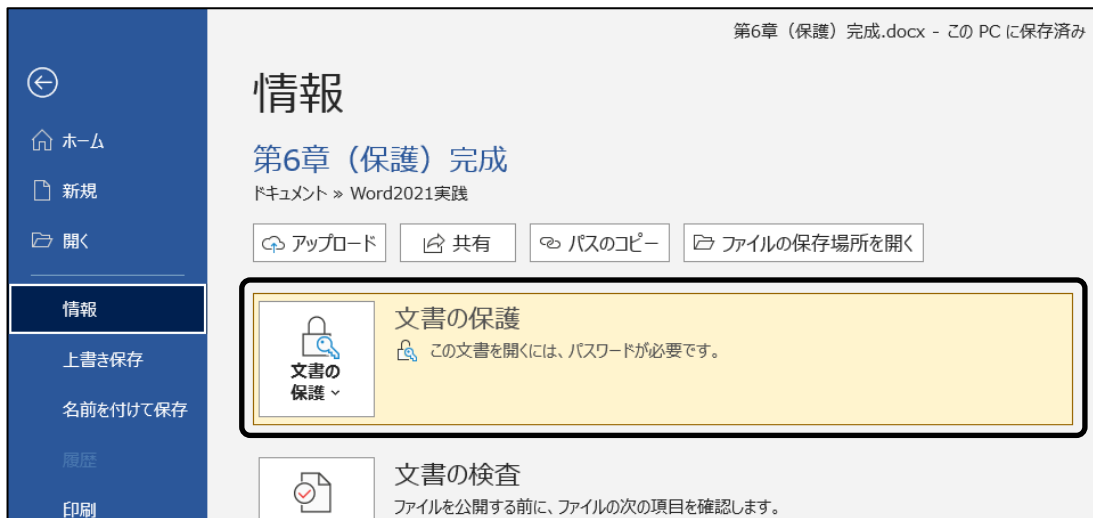 第6章（保護）完成.docx - この PC に保存済み
情報
ホーム
新規
開く
情報
上書き保存
名前を付けて保存
履歴
印刷
第6章（保護）完成
ドキュメント » Word2021実践
アップロード 共有 パスのコピー ファイルの保存場所を開く
文書の
保護
文書の保護
この文書を開くには、パスワードが必要です。
文書の検査
ファイルを公開する前に、ファイルの次の項目を確認します。